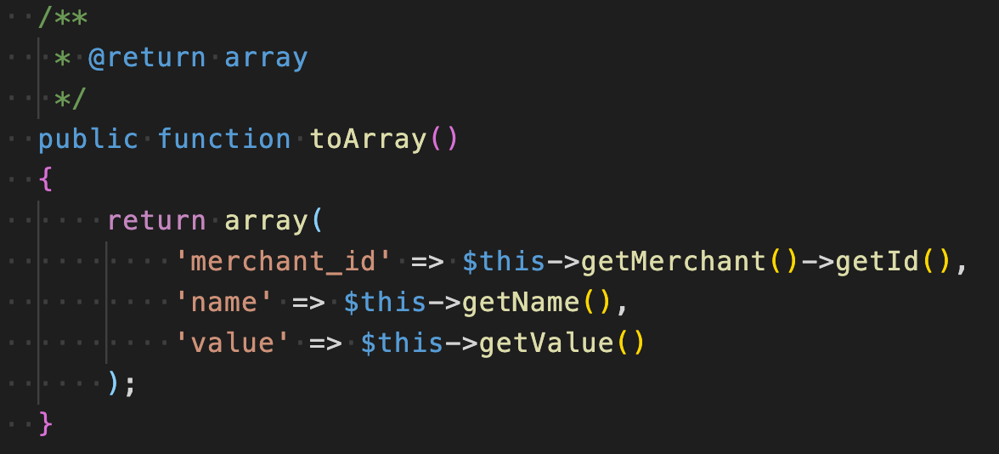 /**
 * @return array
 */
public function toArray()
{
    return array(
        'merchant_id' => $this->getMerchant()->getId(),
        'name' => $this->getName(),
        'value' => $this->getValue()
    );
}